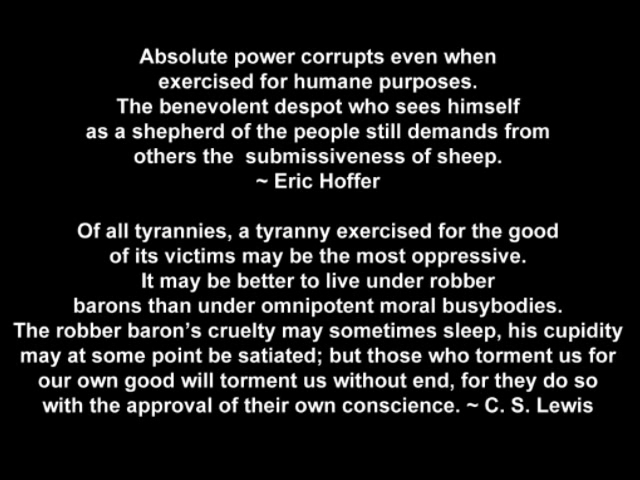 Absolute power corrupts even when
exercised for humane purposes.
The benevolent despot who sees himself
as a shepherd of the people still demands from
others the  submissiveness of sheep.
~ Eric Hoffer
Of all tyrannies, a tyranny exercised for the good
of its victims may be the most oppressive.
It may be better to live under robber
barons than under omnipotent moral busybodies.
The robber baron's cruelty may sometimes sleep, his cupidity
may at some point be satiated; but those who torment us for
our own good will torment us without end, for they do so
with the approval of their own conscience. ~ C. S. Lewis